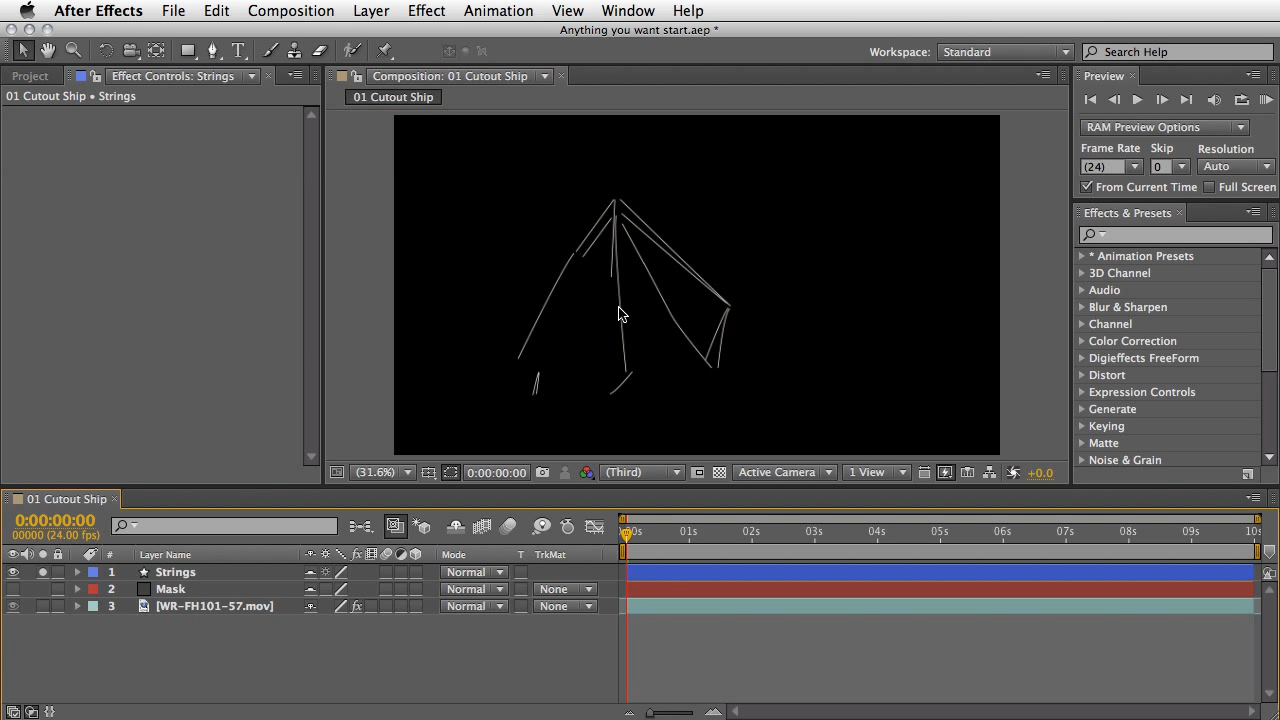 After Effects File Edit Composition Layer Effect Animation View Window Help
Anything you want start.aep *
Workspace: Standard Search Help
Project Effect Controls: Strings Composition: 01 Cutout Ship Preview
01 Cutout Ship • Strings
01 Cutout Ship
RAM Preview Options
Frame Rate Skip Resolution
(24) 0 Auto
From Current Time Full Screen
Effects & Presets
* Animation Presets
3D Channel
Audio
Blur & Sharpen
Channel
Color Correction
Digieffects FreeForm
Distort
Expression Controls
Generate
Keying
Matte
Noise & Grain
(31.6%) 0:00:00:00 (Third) Active Camera 1 View +0.0
01 Cutout Ship
0:00:00:00
00000 (24.00 fps)
01s 02s 03s 04s 05s 06s 07s 08s 09s
# Layer Name Mode T TrkMat
1 Strings Normal
2 Mask Normal None
3 [WR-FH101-57.mov] Normal None